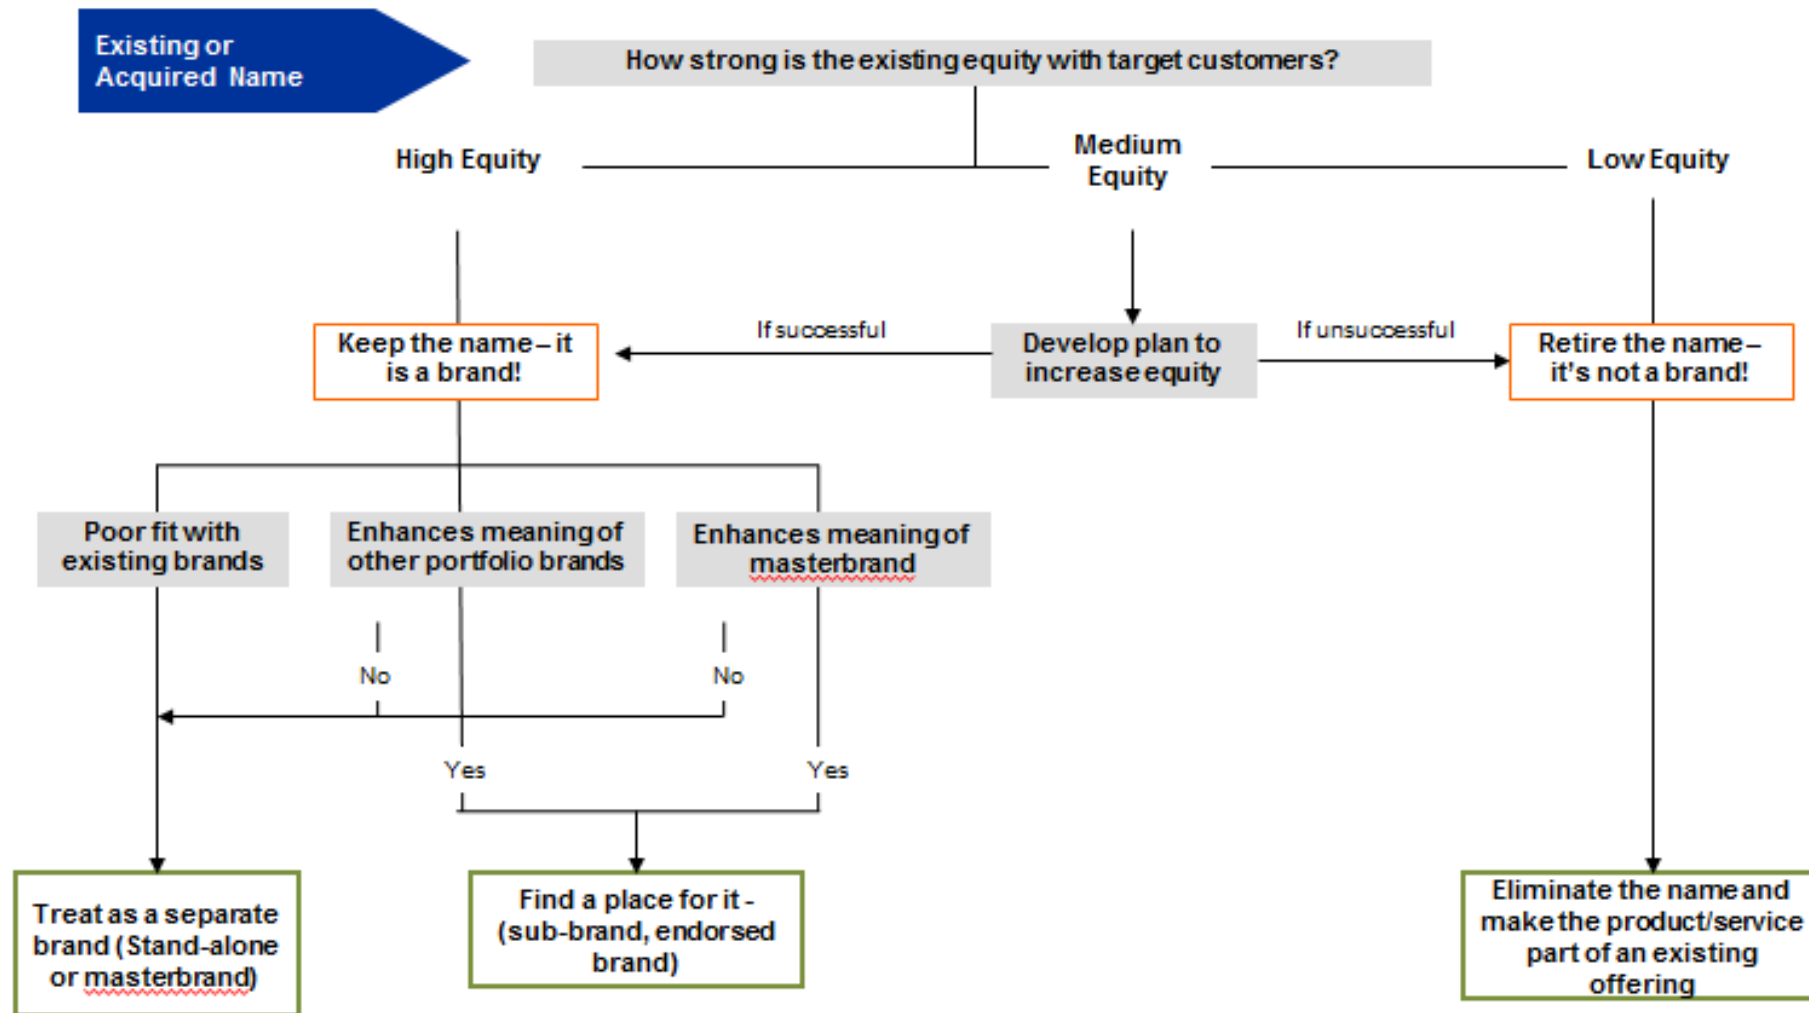 Existing or
Acquired Name
How strong is the existing equity with target customers?
High Equity
Medium
Equity
Low Equity
Keep the name – it
is a brand!
If successful
Develop plan to
increase equity
If unsuccessful
Retire the name –
it's not a brand!
Poor fit with
existing brands
Enhances meaning of
other portfolio brands
Enhances meaning of
masterbrand
No
No
Yes
Yes
Treat as a separate
brand (Stand-alone
or masterbrand)
Find a place for it -
(sub-brand, endorsed
brand)
Eliminate the name and
make the product/service
part of an existing
offering